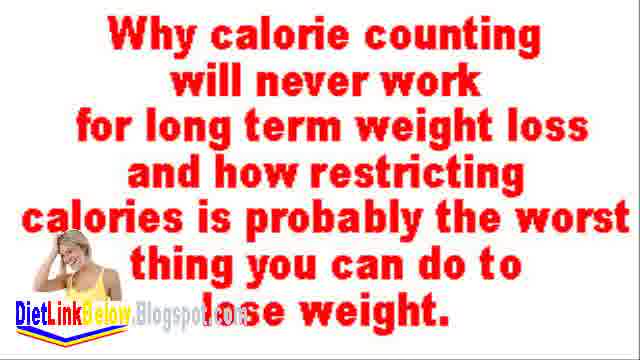 Why calorie counting
will never work
for long term weight loss
and how restricting
calories is probably the worst
thing you can do to
lose weight.
DietLinkBelow.Blogspot.com